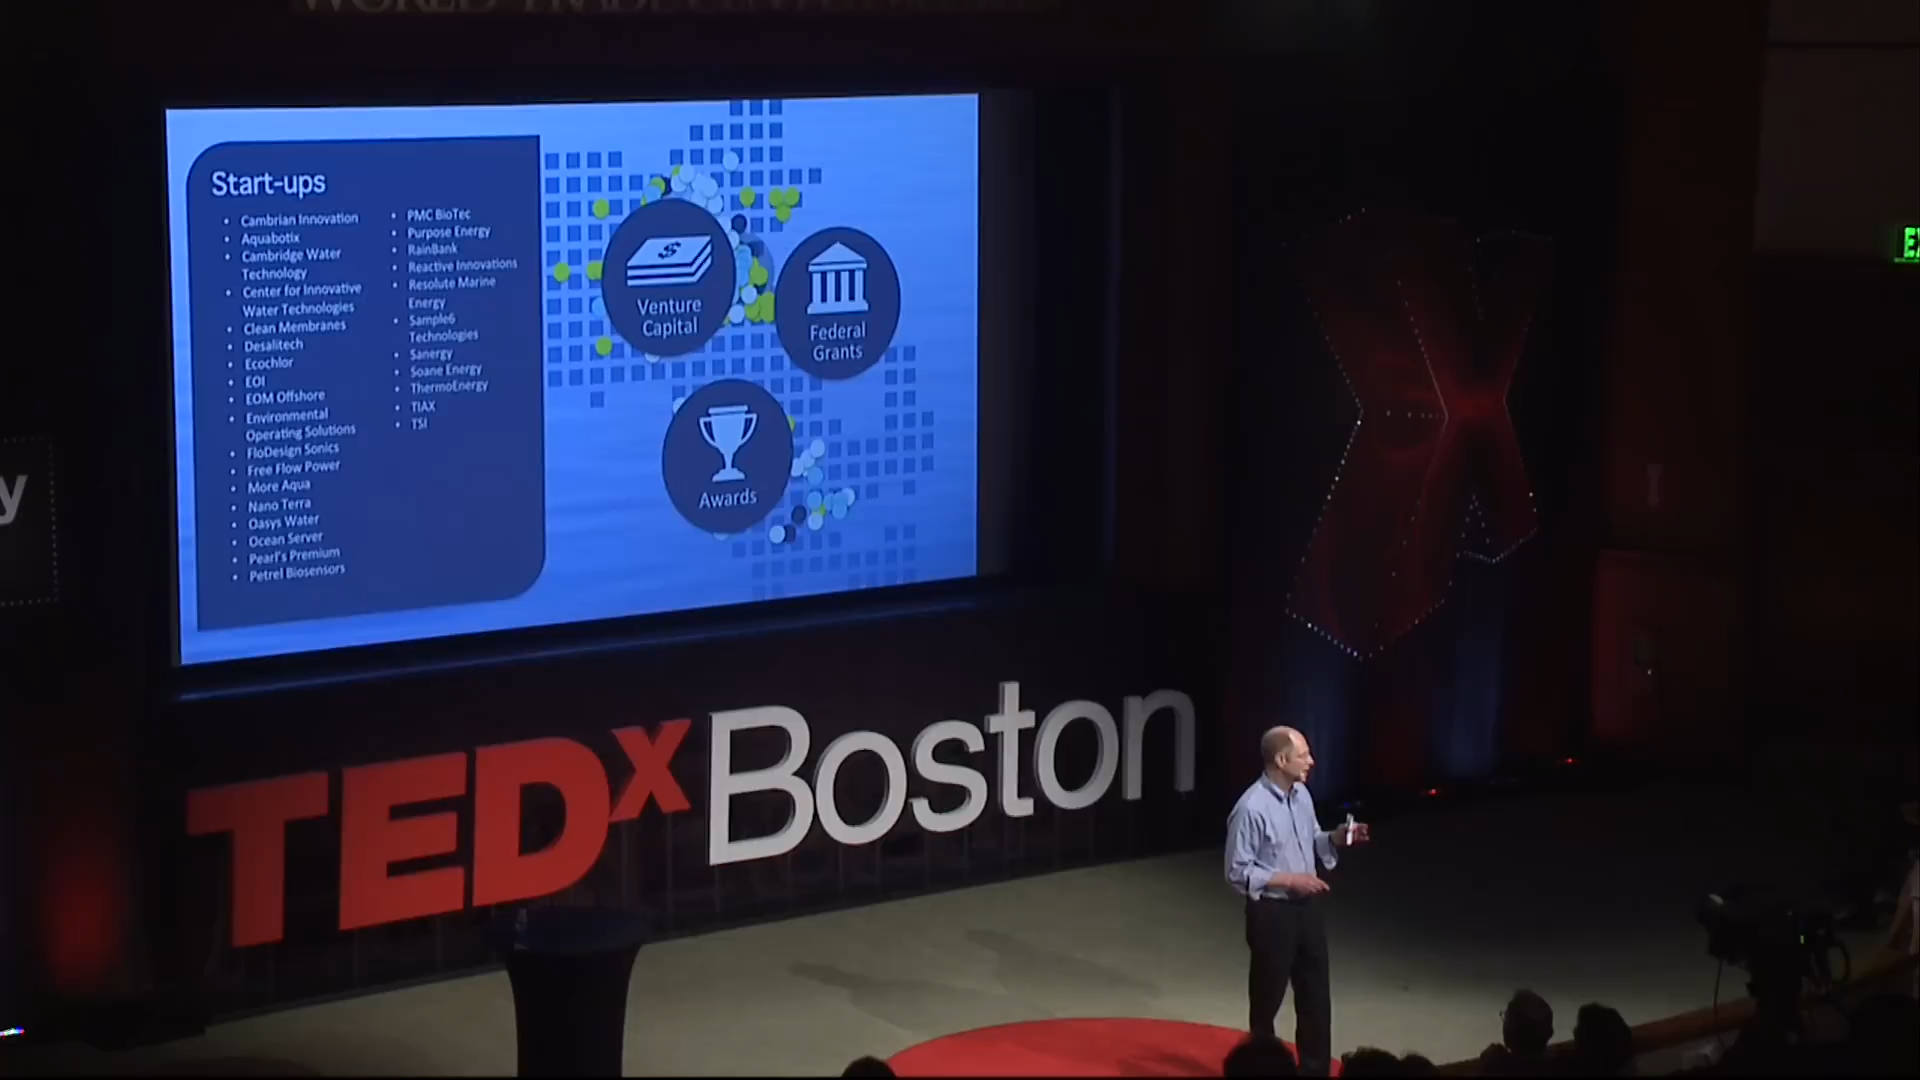 WORLD TRADE CENTER
Start-ups
Cambrian Innovation
Aquabotix
Cambridge Water
Technology
Center for Innovative
Water Technologies
Clean Membranes
Desalitech
Ecochlor
EOI
EOM Offshore
Environmental
Operating Solutions
FloDesign Sonics
Free Flow Power
More Aqua
Nano Terra
Oasys Water
Ocean Server
Pearl's Premium
Petrel Biosensors
PMC BioTec
Purpose Energy
RainBank
Reactive Innovations
Resolute Marine
Energy
Sample6
Technologies
Sanergy
Soane Energy
ThermoEnergy
TIAX
TSI
$
Venture
Capital
Federal
Grants
Awards
y
TEDxBoston